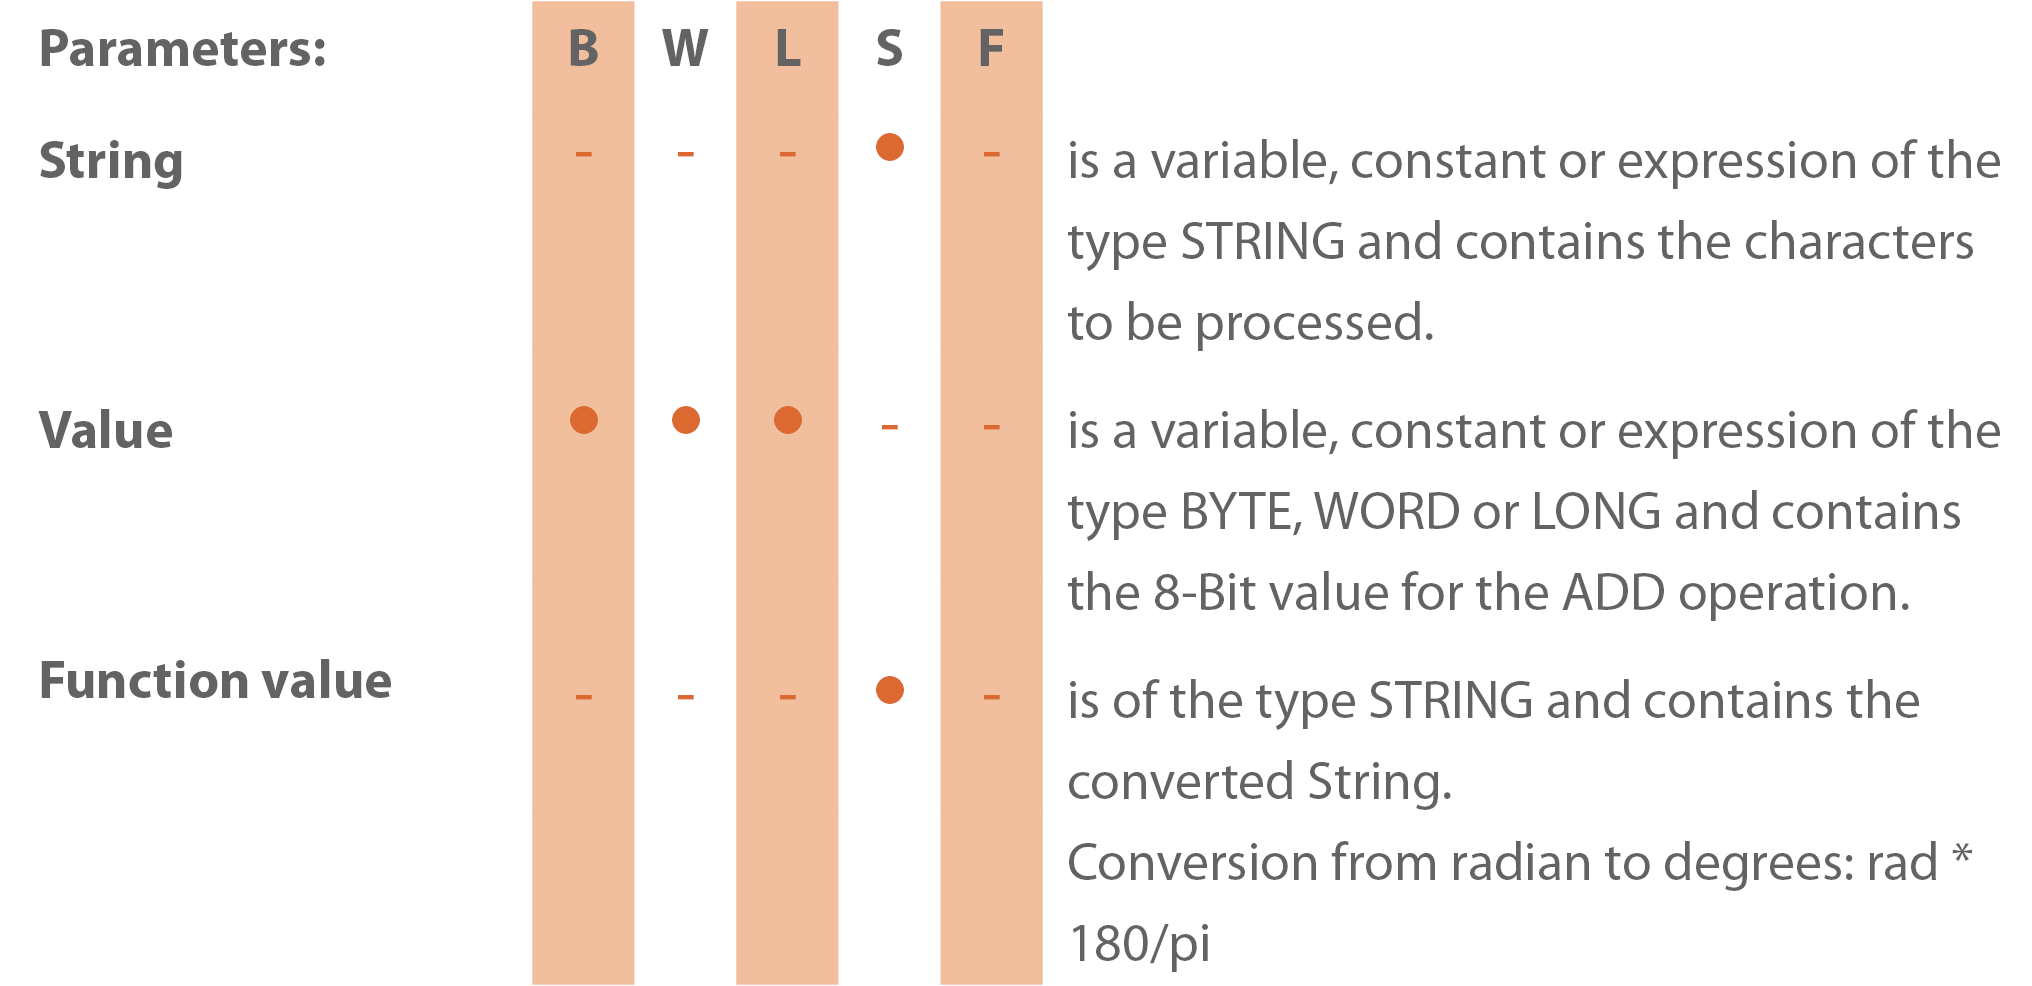 Parameters: B W L S F
String - - - ● - is a variable, constant or expression of the
type STRING and contains the characters
to be processed.
Value ● ● ● - - is a variable, constant or expression of the
type BYTE, WORD or LONG and contains
the 8-Bit value for the ADD operation.
Function value - - - ● - is of the type STRING and contains the
converted String.
Conversion from radian to degrees: rad *
180/pi